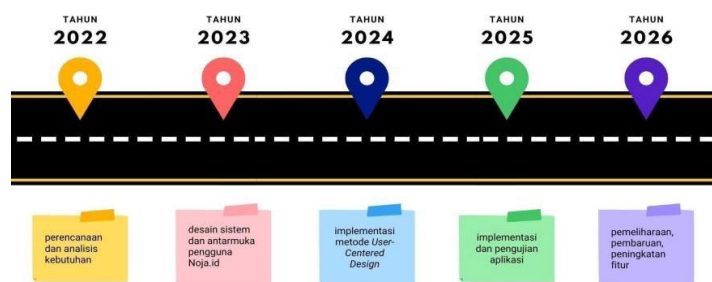 TAHUN
2022
TAHUN
2023
TAHUN
2024
TAHUN
2025
TAHUN
2026
perencanaan
dan analisis
kebutuhan
desain sistem
dan antarmuka
pengguna
Noja.id
implementasi
metode User-
Centered
Design
implementasi
dan pengujian
aplikasi
pemeliharaan,
pembaruan,
peningkatan
fitur